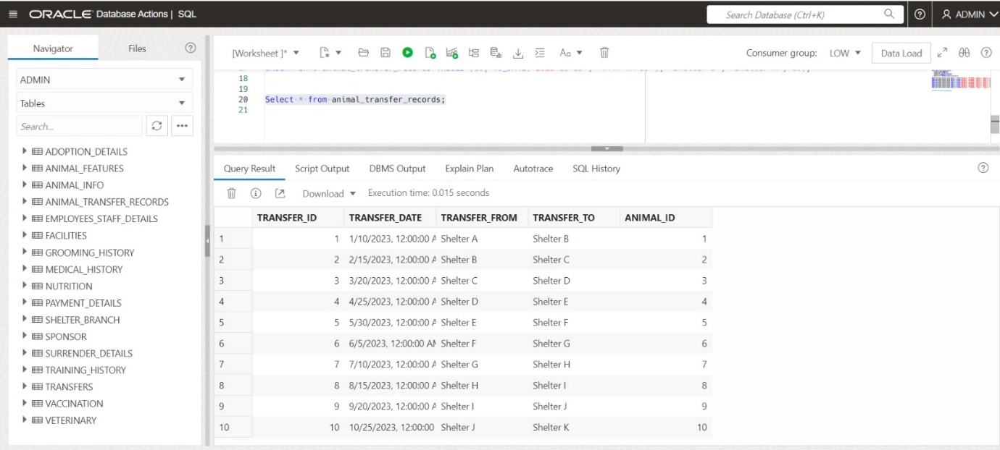 ORACLE Database Actions | SQL
Search Database (Ctrl+K)
ADMIN
Navigator
Files
ADMIN
Tables
Search...
ADOPTION_DETAILS
ANIMAL_FEATURES
ANIMAL_INFO
ANIMAL_TRANSFER_RECORDS
EMPLOYEES_STAFF_DETAILS
FACILITIES
GROOMING_HISTORY
MEDICAL_HISTORY
NUTRITION
PAYMENT_DETAILS
SHELTER_BRANCH
SPONSOR
SURRENDER_DETAILS
TRAINING_HISTORY
TRANSFERS
VACCINATION
VETERINARY
[Worksheet ]*
Aa
Consumer group: LOW
Data Load
18
19
20 Select * from animal_transfer_records;
21
Query Result Script Output DBMS Output Explain Plan Autotrace SQL History
Download Execution time: 0.015 seconds
TRANSFER_ID TRANSFER_DATE TRANSFER_FROM TRANSFER_TO ANIMAL_ID
1 1 1/10/2023, 12:00:00 A Shelter A Shelter B 1
2 2 2/15/2023, 12:00:00 A Shelter B Shelter C 2
3 3 3/20/2023, 12:00:00 A Shelter C Shelter D 3
4 4 4/25/2023, 12:00:00 A Shelter D Shelter E 4
5 5 5/30/2023, 12:00:00 A Shelter E Shelter F 5
6 6 6/5/2023, 12:00:00 AM Shelter F Shelter G 6
7 7 7/10/2023, 12:00:00 A Shelter G Shelter H 7
8 8 8/15/2023, 12:00:00 A Shelter H Shelter I 8
9 9 9/20/2023, 12:00:00 A Shelter I Shelter J 9
10 10 10/25/2023, 12:00:00 Shelter J Shelter K 10